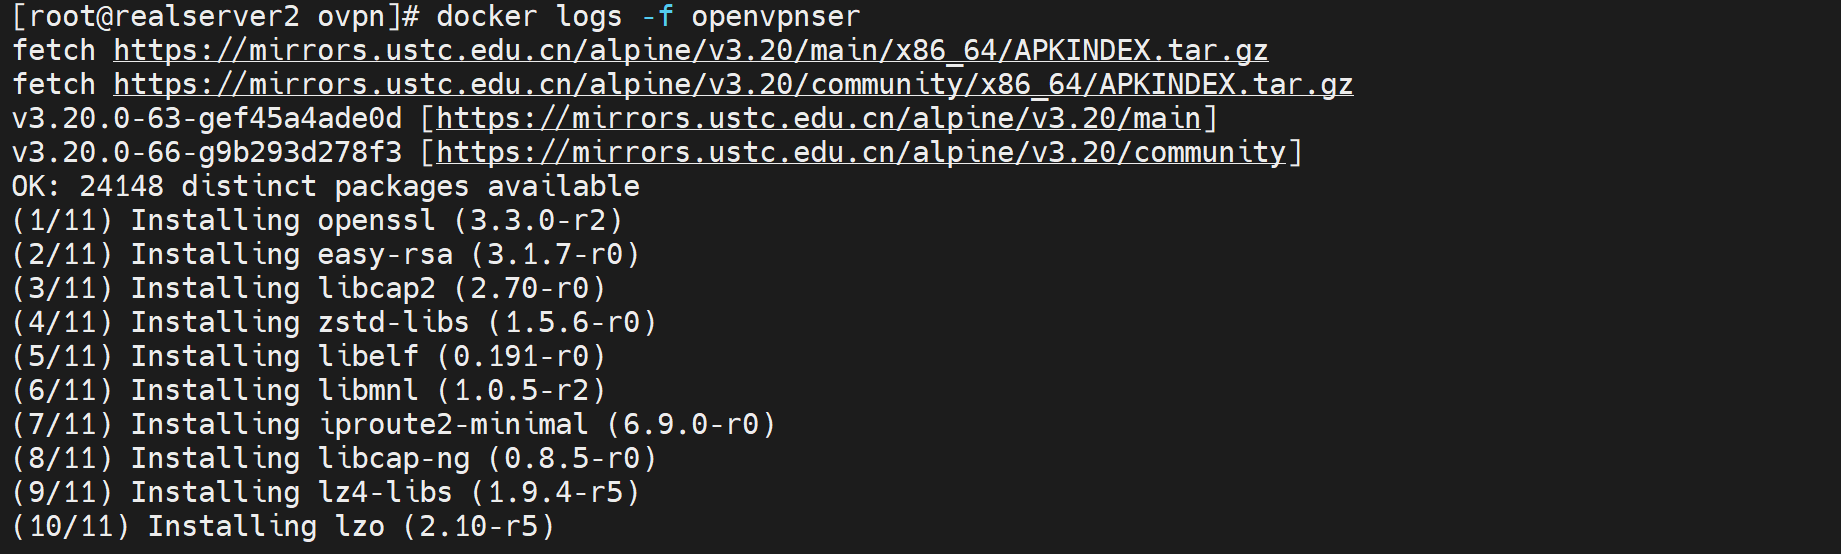 [root@realserver2 ovpn]# docker logs -f openvpnser
fetch https://mirrors.ustc.edu.cn/alpine/v3.20/main/x86_64/APKINDEX.tar.gz
fetch https://mirrors.ustc.edu.cn/alpine/v3.20/community/x86_64/APKINDEX.tar.gz
v3.20.0-63-gef45a4ade0d [https://mirrors.ustc.edu.cn/alpine/v3.20/main]
v3.20.0-66-g9b293d278f3 [https://mirrors.ustc.edu.cn/alpine/v3.20/community]
OK: 24148 distinct packages available
(1/11) Installing openssl (3.3.0-r2)
(2/11) Installing easy-rsa (3.1.7-r0)
(3/11) Installing libcap2 (2.70-r0)
(4/11) Installing zstd-libs (1.5.6-r0)
(5/11) Installing libelf (0.191-r0)
(6/11) Installing libmnl (1.0.5-r2)
(7/11) Installing iproute2-minimal (6.9.0-r0)
(8/11) Installing libcap-ng (0.8.5-r0)
(9/11) Installing lz4-libs (1.9.4-r5)
(10/11) Installing lzo (2.10-r5)